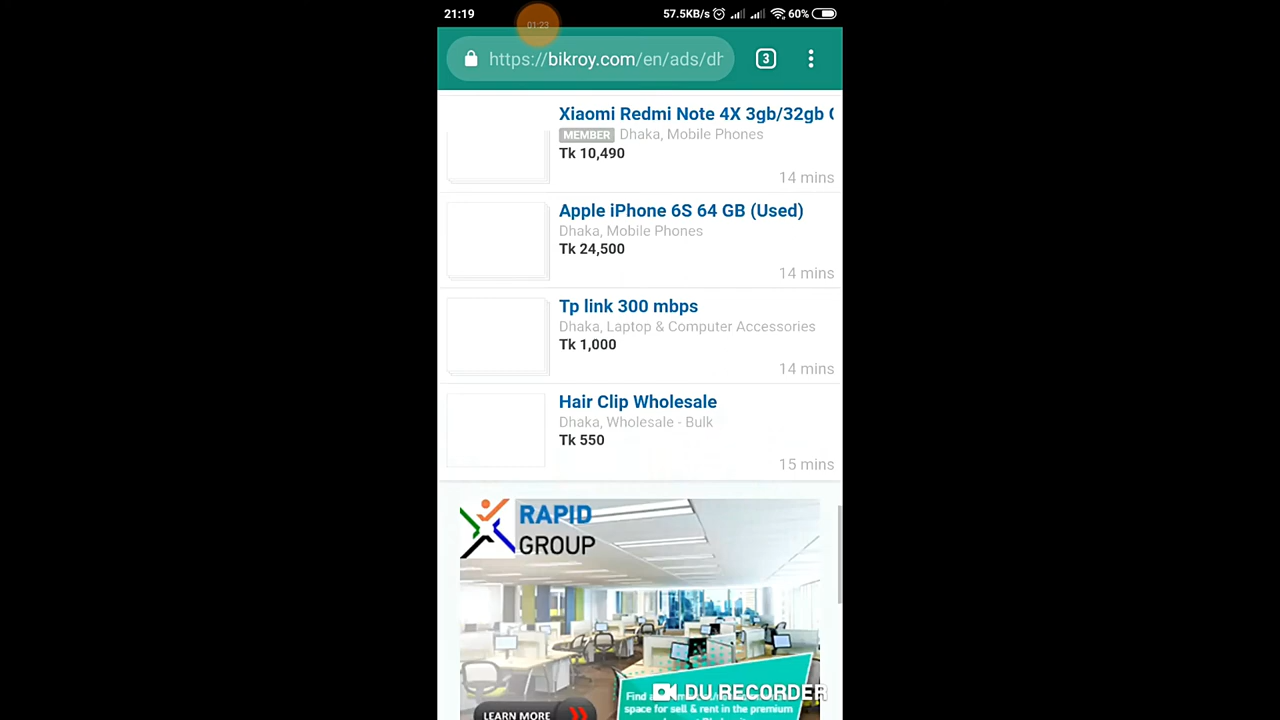 21:19
01:23
57.5KB/s
60%
https://bikroy.com/en/ads/dh
3
Xiaomi Redmi Note 4X 3gb/32gb
MEMBER Dhaka, Mobile Phones
Tk 10,490
14 mins
Apple iPhone 6S 64 GB (Used)
Dhaka, Mobile Phones
Tk 24,500
14 mins
Tp link 300 mbps
Dhaka, Laptop & Computer Accessories
Tk 1,000
14 mins
Hair Clip Wholesale
Dhaka, Wholesale - Bulk
Tk 550
15 mins
RAPID
GROUP
DU RECORDER
Find
space for sell & rent in the premium
LEARN MORE